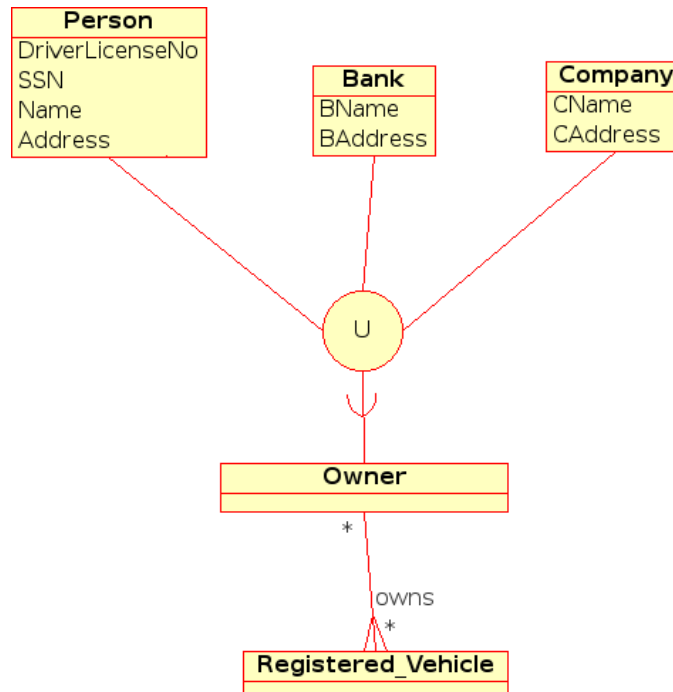 Person
DriverLicenseNo
SSN
Name
Address
Bank
BName
BAddress
Company
CName
CAddress
U
Owner
*
owns
*
Registered_Vehicle